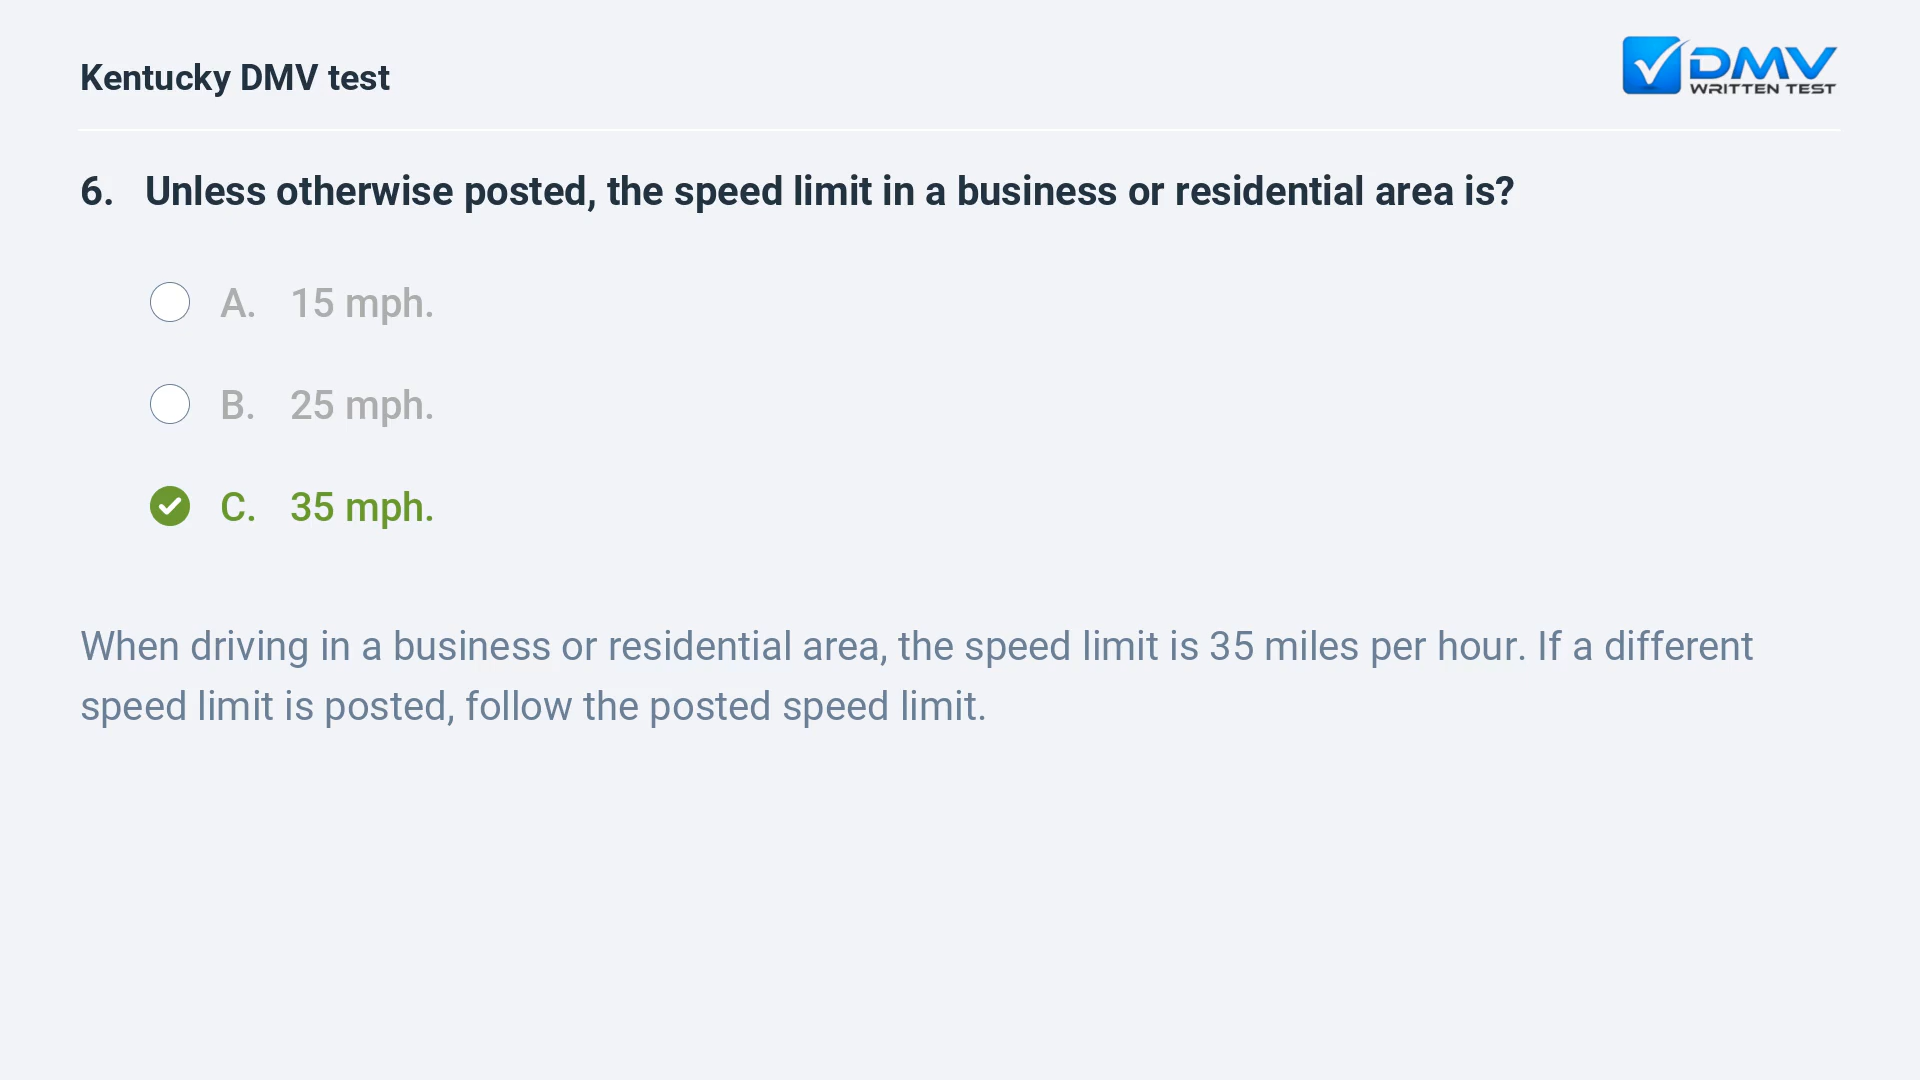 Kentucky DMV test
DMV
WRITTEN TEST
6. Unless otherwise posted, the speed limit in a business or residential area is?
A. 15 mph.
B. 25 mph.
C. 35 mph.
When driving in a business or residential area, the speed limit is 35 miles per hour. If a different
speed limit is posted, follow the posted speed limit.